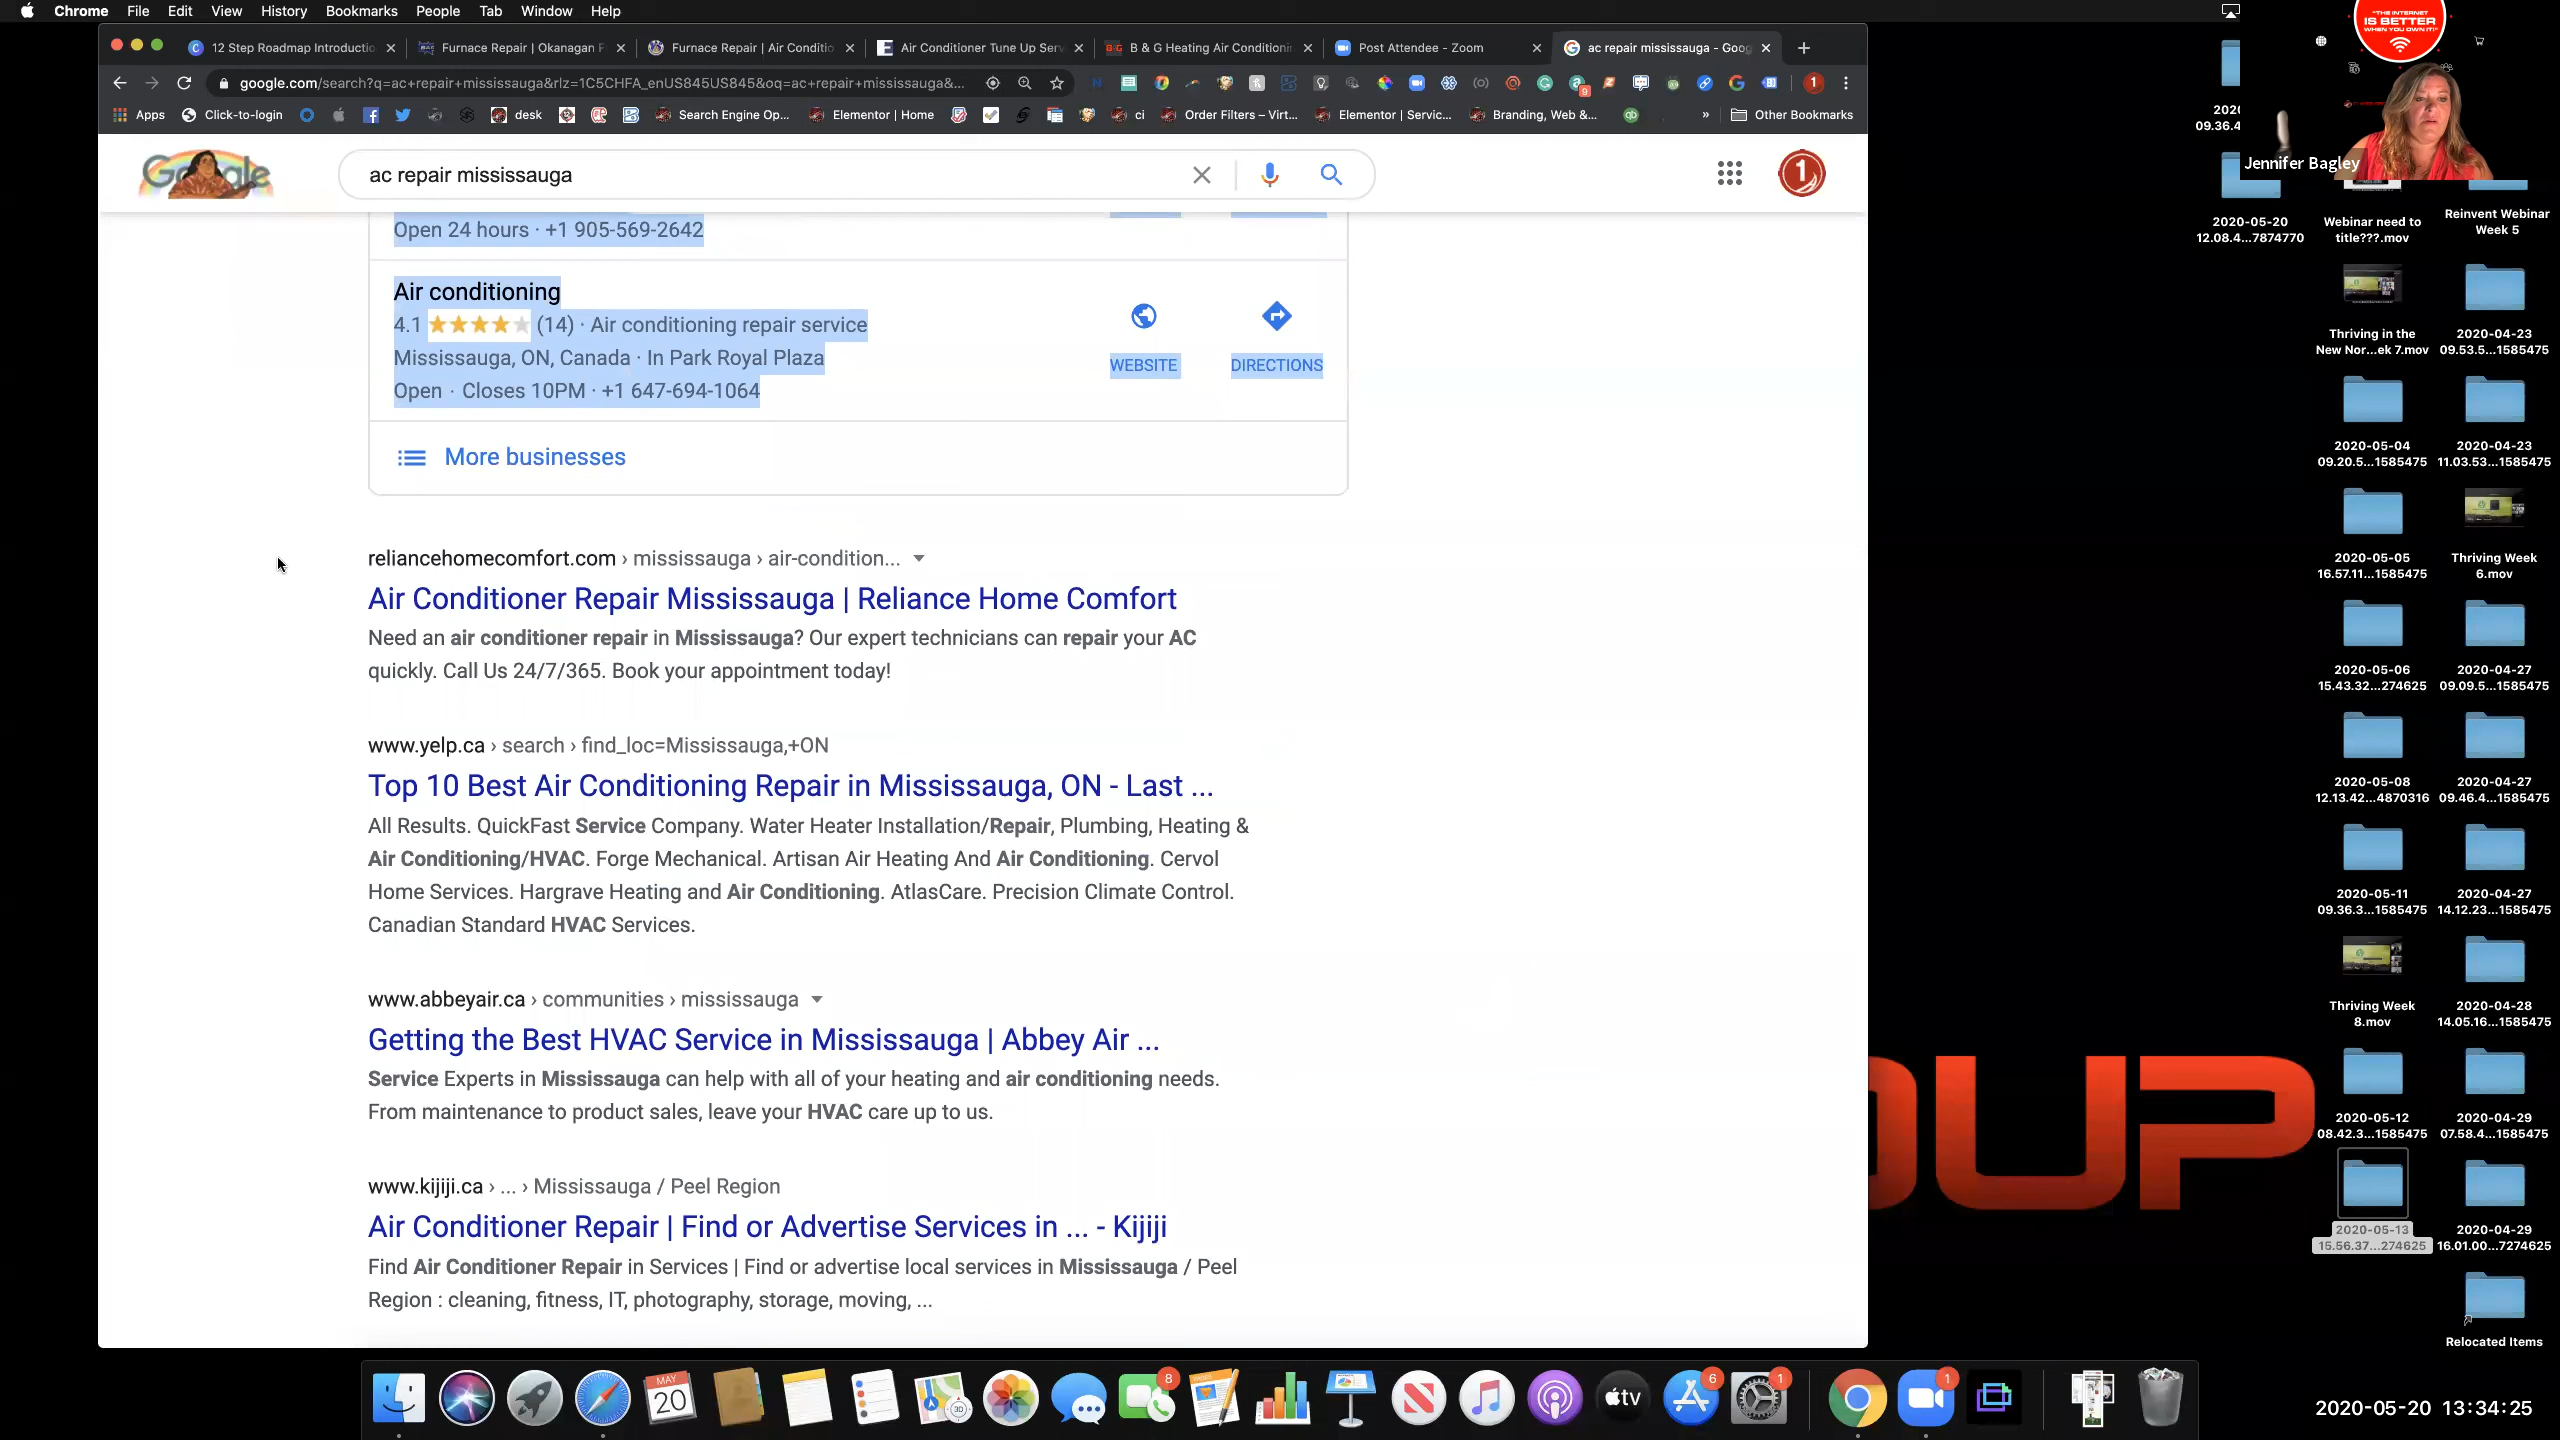 Chrome File Edit View History Bookmarks People Tab Window Help
12 Step Roadmap Introductio
Furnace Repair | Okanagan F
Furnace Repair | Air Conditio
Air Conditioner Tune Up Serv
B & G Heating Air Conditionin
Post Attendee - Zoom
ac repair mississauga - Goog
google.com/search?q=ac+repair+mississauga&rlz=1C5CHFA_enUS845US845&oq=ac+repair+mississauga&...
Apps Click-to-login desk Search Engine Op... Elementor | Home ci Order Filters – Virt... Elementor | Servic... Branding, Web &... » Other Bookmarks
ac repair mississauga
Open 24 hours · +1 905-569-2642
Air conditioning
4.1 (14) · Air conditioning repair service
Mississauga, ON, Canada · In Park Royal Plaza
Open · Closes 10PM · +1 647-694-1064
WEBSITE
DIRECTIONS
More businesses
reliancehomecomfort.com › mississauga › air-condition...
Air Conditioner Repair Mississauga | Reliance Home Comfort
Need an air conditioner repair in Mississauga? Our expert technicians can repair your AC
quickly. Call Us 24/7/365. Book your appointment today!
www.yelp.ca › search › find_loc=Mississauga,+ON
Top 10 Best Air Conditioning Repair in Mississauga, ON - Last ...
All Results. QuickFast Service Company. Water Heater Installation/Repair, Plumbing, Heating &
Air Conditioning/HVAC. Forge Mechanical. Artisan Air Heating And Air Conditioning. Cervol
Home Services. Hargrave Heating and Air Conditioning. AtlasCare. Precision Climate Control.
Canadian Standard HVAC Services.
www.abbeyair.ca › communities › mississauga
Getting the Best HVAC Service in Mississauga | Abbey Air ...
Service Experts in Mississauga can help with all of your heating and air conditioning needs.
From maintenance to product sales, leave your HVAC care up to us.
www.kijiji.ca › ... › Mississauga / Peel Region
Air Conditioner Repair | Find or Advertise Services in ... - Kijiji
Find Air Conditioner Repair in Services | Find or advertise local services in Mississauga / Peel
Region : cleaning, fitness, IT, photography, storage, moving, ...
"THE INTERNET
IS BETTER
WHEN YOU OWN IT!"
Jennifer Bagley
2020-05-20
12.08.4...7874770
Webinar need to
title???.mov
Reinvent Webinar
Week 5
Thriving in the
New Nor...ek 7.mov
2020-04-23
09.53.5...1585475
2020-05-04
09.20.5...1585475
2020-04-23
11.03.53...1585475
2020-05-05
16.57.11...1585475
Thriving Week
6.mov
2020-05-06
15.43.32...274625
2020-04-27
09.09.5...1585475
2020-05-08
12.13.42...4870316
2020-04-27
09.46.4...1585475
2020-05-11
09.36.3...1585475
2020-04-27
14.12.23...1585475
Thriving Week
8.mov
2020-04-28
14.05.16...1585475
2020-05-12
08.42.3...1585475
2020-04-29
07.58.4...1585475
2020-05-13
15.56.37...274625
2020-04-29
16.01.00...7274625
Relocated Items
OUP
MAY
20
8
tv
6
1
1
2020-05-20 13:34:25